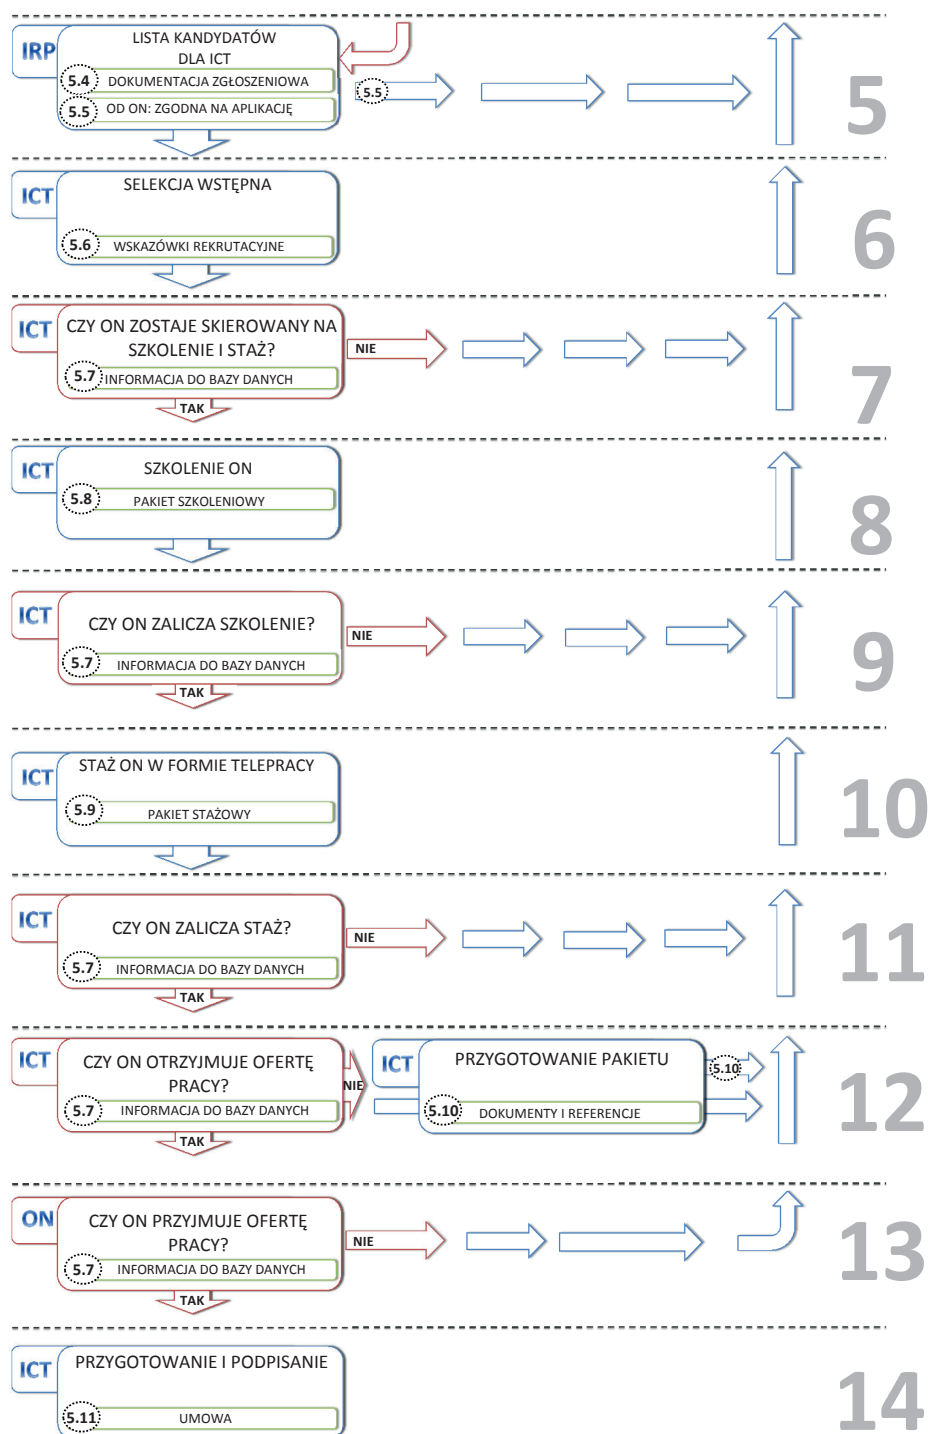 IRP
LISTA KANDYDATÓW
DLA ICT
5.4 DOKUMENTACJA ZGŁOSZENIOWA
5.5 OD ON: ZGODNA NA APLIKACJĘ
5.5
5
ICT
SELEKCJA WSTĘPNA
5.6 WSKAZÓWKI REKRUTACYJNE
6
ICT
CZY ON ZOSTAJE SKIEROWANY NA
SZKOLENIE I STAŻ?
NIE
5.7 INFORMACJA DO BAZY DANYCH
TAK
7
ICT
SZKOLENIE ON
5.8 PAKIET SZKOLENIOWY
8
ICT
CZY ON ZALICZA SZKOLENIE?
NIE
5.7 INFORMACJA DO BAZY DANYCH
TAK
9
ICT
STAŻ ON W FORMIE TELEPRACY
5.9 PAKIET STAŻOWY
10
ICT
CZY ON ZALICZA STAŻ?
NIE
5.7 INFORMACJA DO BAZY DANYCH
TAK
11
ICT
CZY ON OTRZYJMUJE OFERTĘ
PRACY?
NIE
5.7 INFORMACJA DO BAZY DANYCH
TAK
ICT
PRZYGOTOWANIE PAKIETU
5.10 DOKUMENTY I REFERENCJE
5.10
12
ON
CZY ON PRZYJMUJE OFERTĘ
PRACY?
NIE
5.7 INFORMACJA DO BAZY DANYCH
TAK
13
ICT
PRZYGOTOWANIE I PODPISANIE
5.11 UMOWA
14